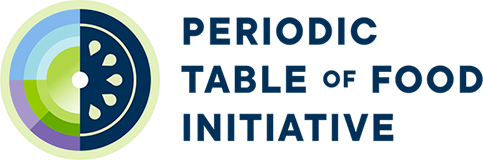 PERIODIC
TABLE OF FOOD
INITIATIVE